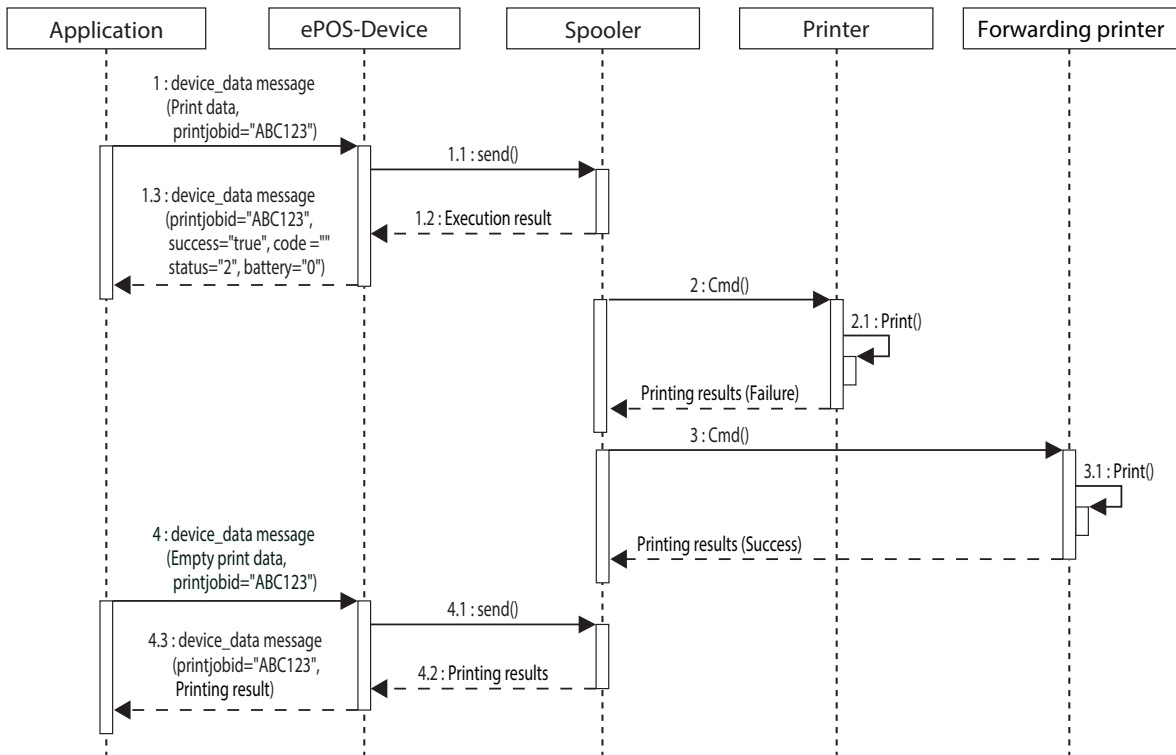 Application
ePOS-Device
Spooler
Printer
Forwarding printer
1 : device_data message
(Print data,
printjobid="ABC123")
1.1 : send()
1.2 : Execution result
1.3 : device_data message
(printjobid="ABC123",
success="true", code =""
status="2", battery="0")
2 : Cmd()
2.1 : Print()
Printing results (Failure)
3 : Cmd()
3.1 : Print()
Printing results (Success)
4 : device_data message
(Empty print data,
printjobid="ABC123")
4.1 : send()
4.2 : Printing results
4.3 : device_data message
(printjobid="ABC123",
Printing result)